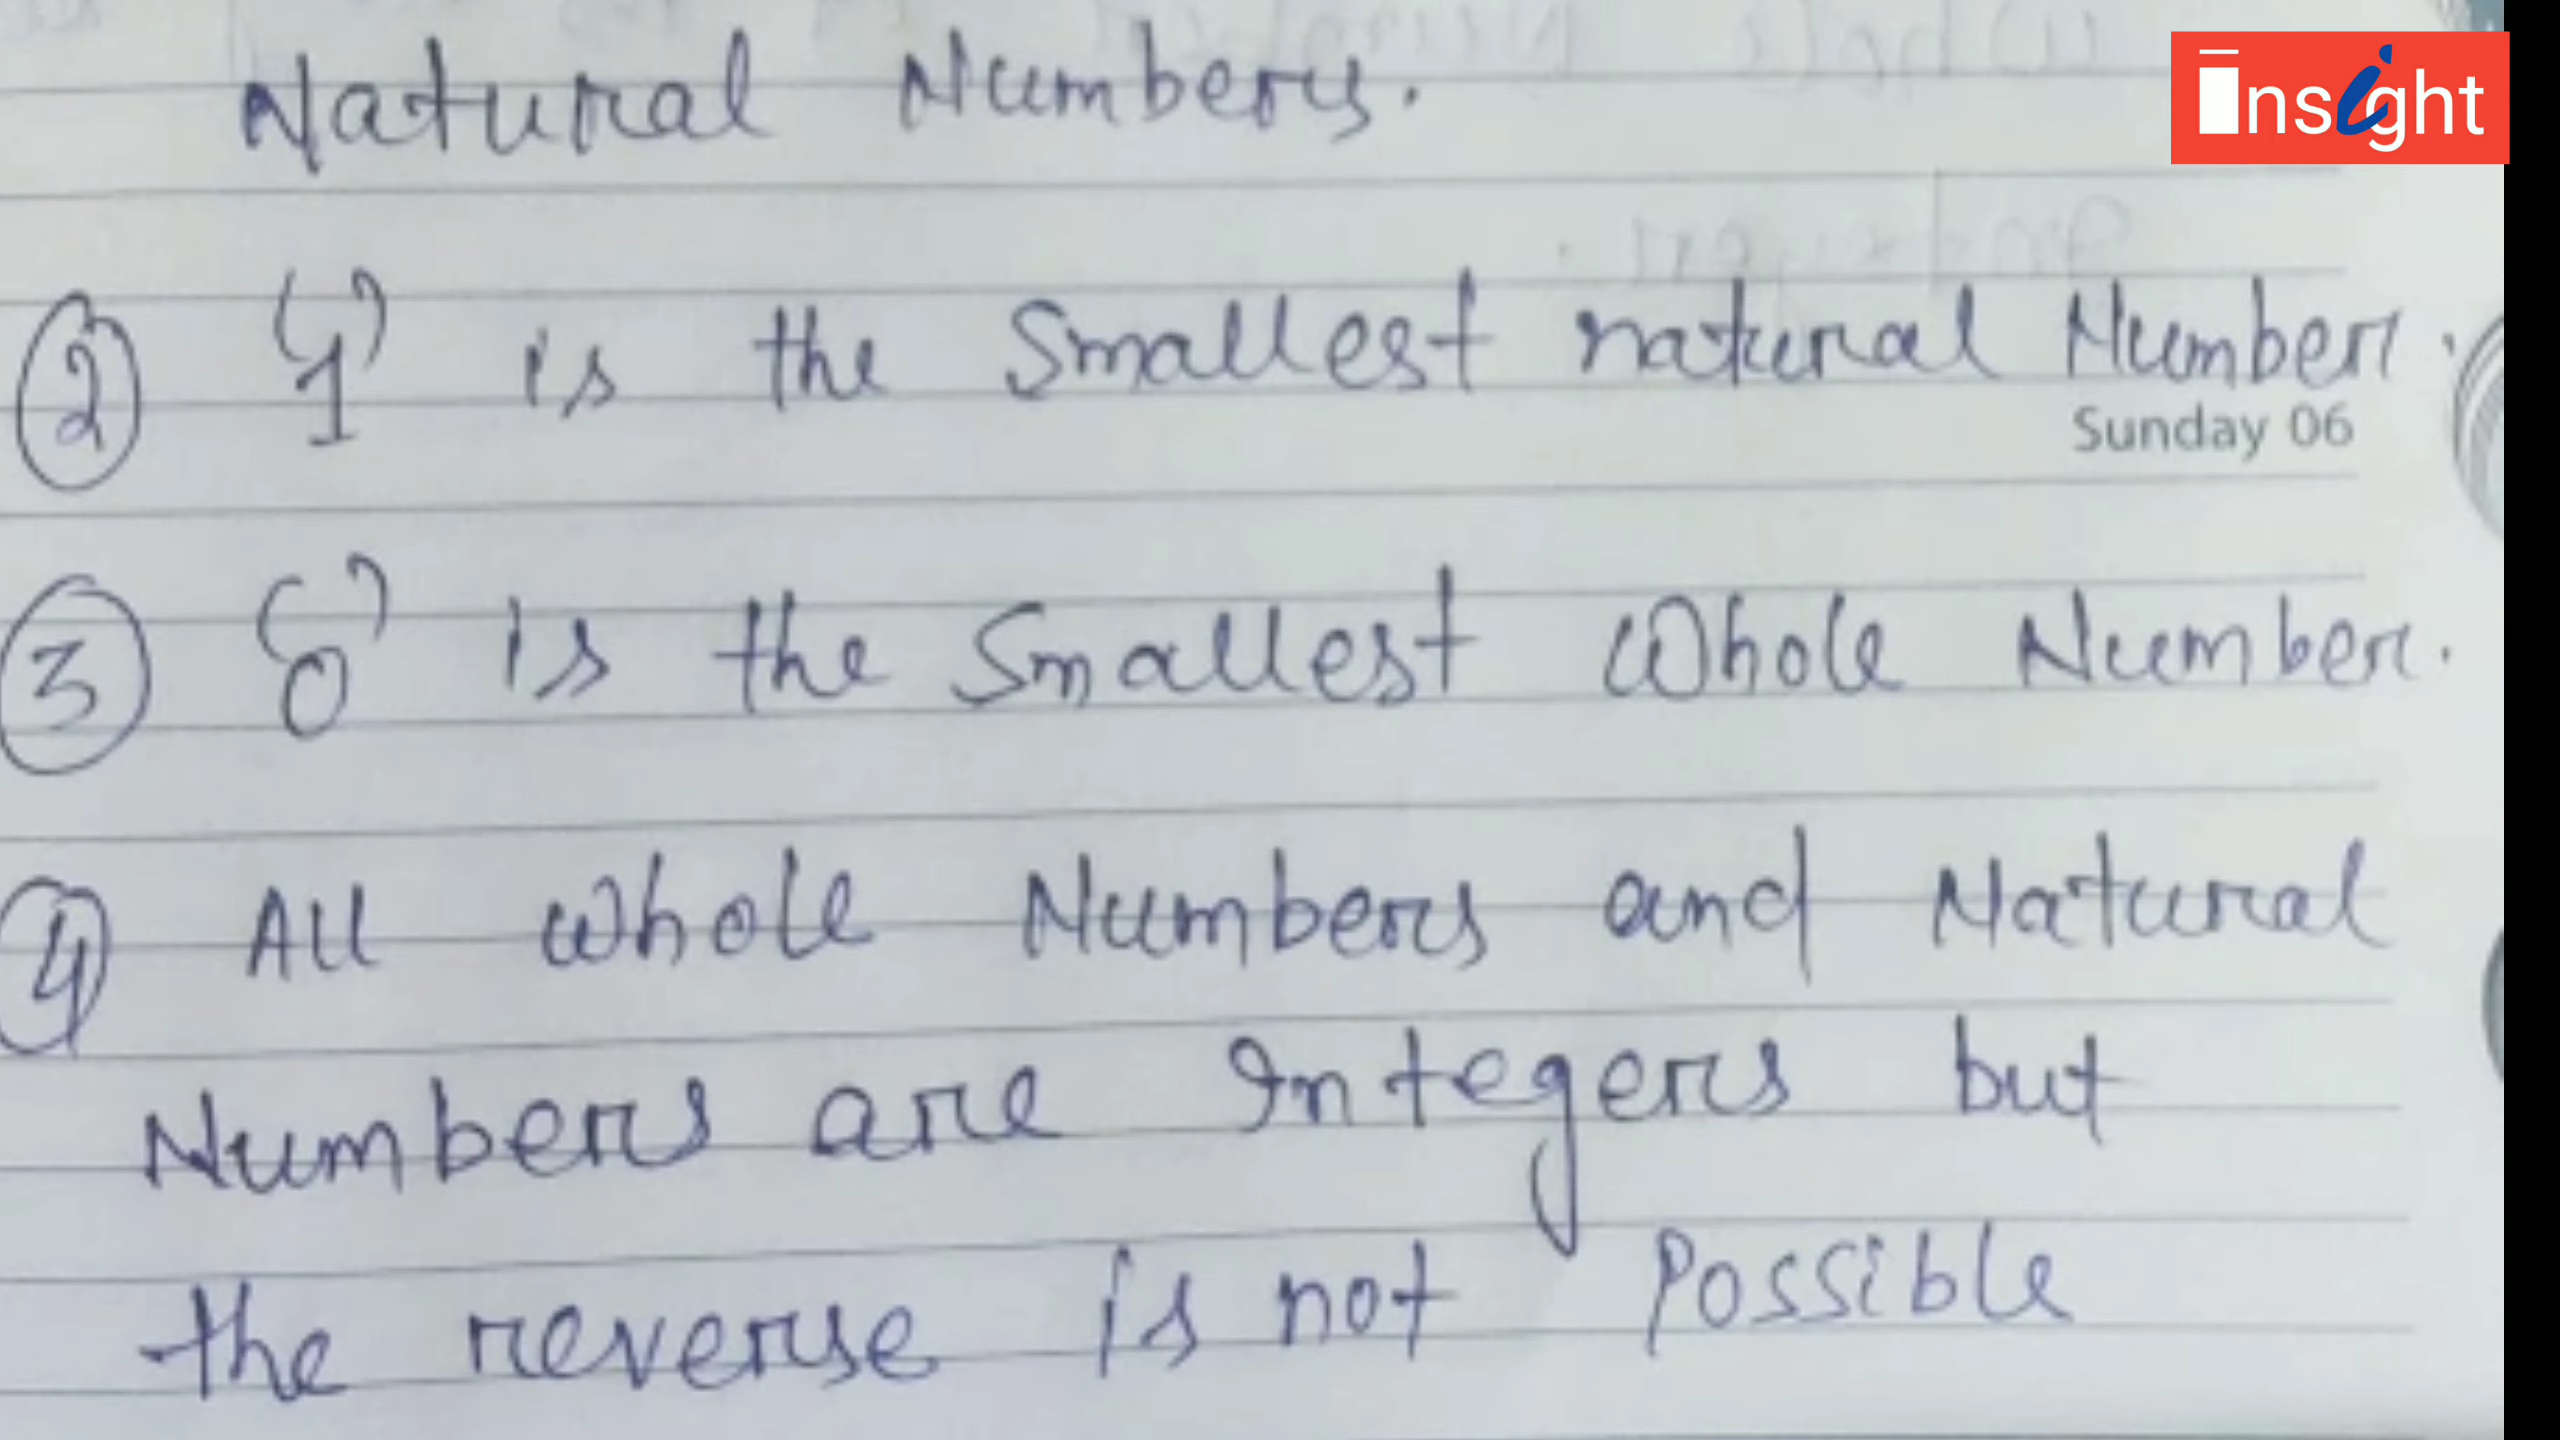 Natural Numbers.
Insight
② '1' is the Smallest natural Number.
Sunday 06
③ '0' is the Smallest Whole Number.
④ All Whole Numbers and Natural
Numbers are Integers but
the reverse is not Possible